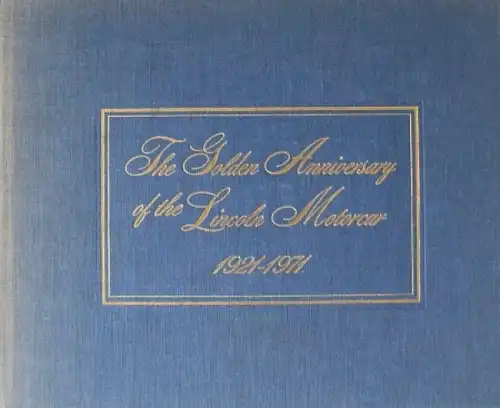 The Golden Anniversary
of the Lincoln Motorcar
1921-1971